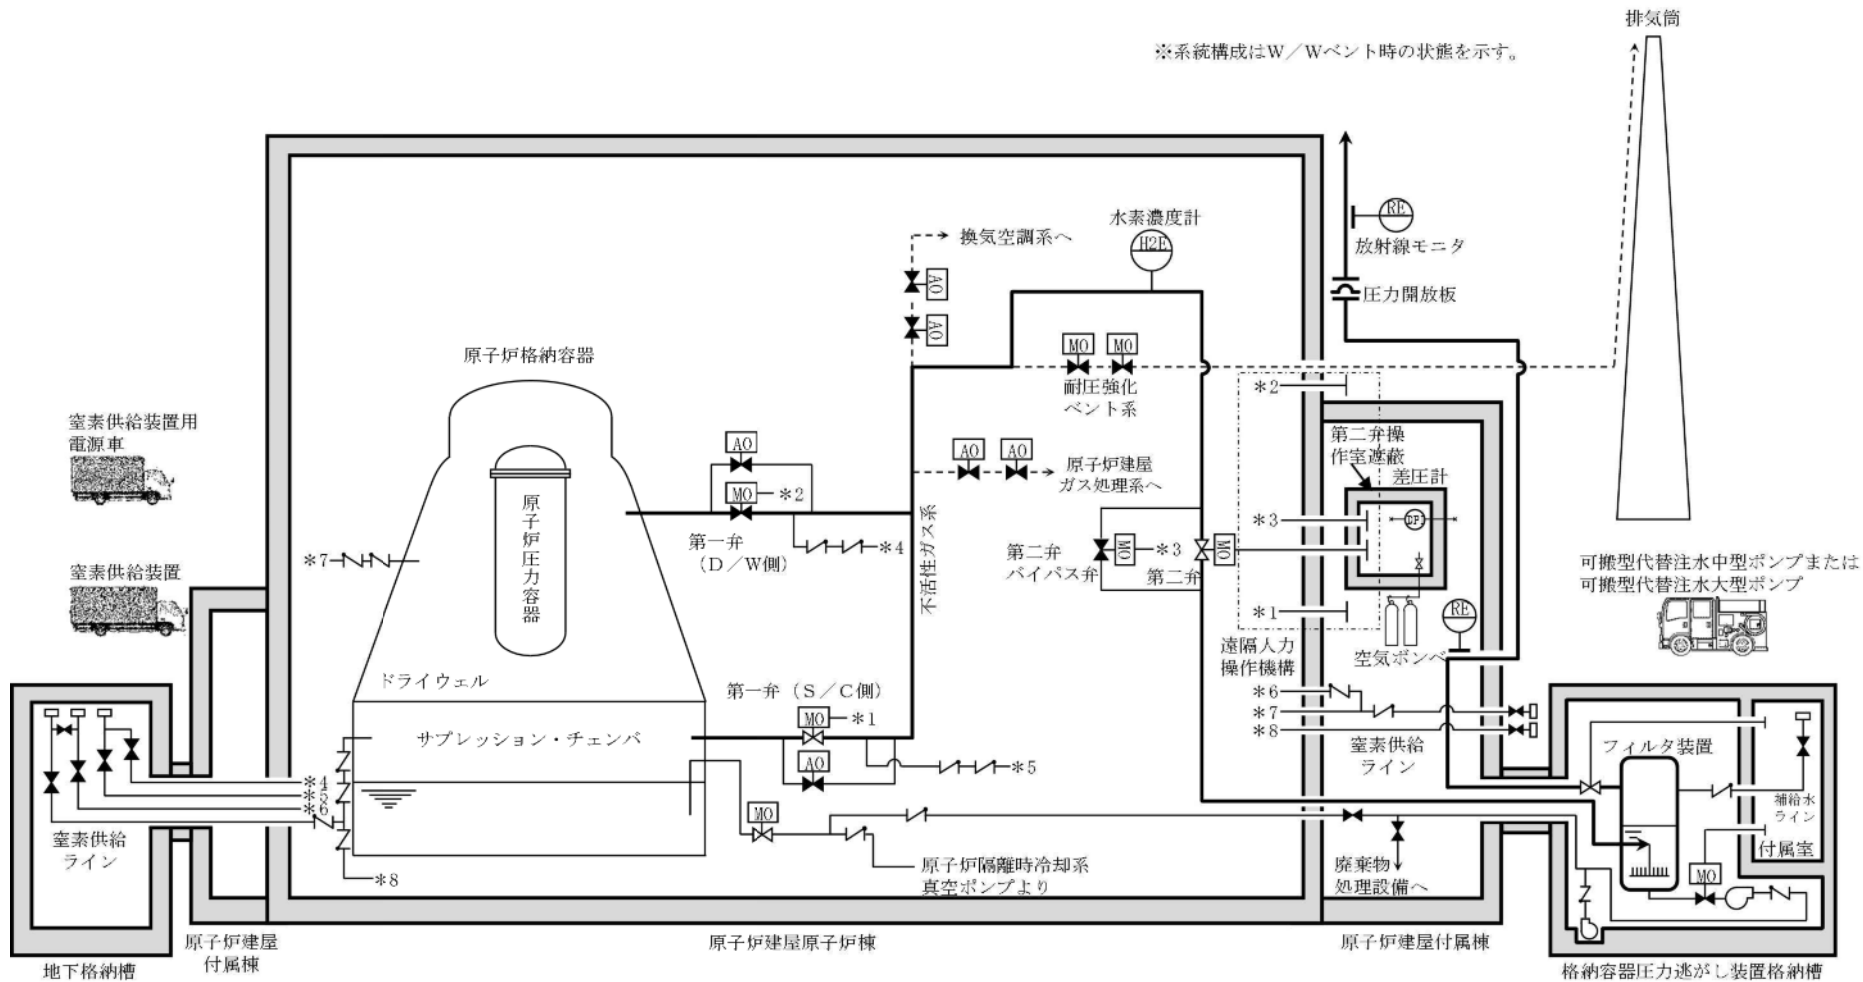 排気筒
※系統構成はW／Wベント時の状態を示す。
水素濃度計
H2E
換気空調系へ
AO
AO
RE
放射線モニタ
圧力開放板
原子炉格納容器
MO
MO
耐圧強化
ベント系
＊2
窒素供給装置用
電源車
AO
MO
＊2
AO
AO
原子炉建屋
ガス処理系へ
第二弁操
作室遮蔽
差圧計
DPI
原子炉圧力容器
第一弁
（D／W側）
＊4
不活性ガス系
＊3
第二弁
バイパス弁
MO
＊3
第二弁
MO
＊7
窒素供給装置
可搬型代替注水中型ポンプまたは
可搬型代替注水大型ポンプ
＊1
RE
遠隔人力
操作機構
空気ボンベ
ドライウェル
第一弁（S／C側）
MO
＊1
＊6
＊7
＊8
窒素供給
ライン
サプレッション・チェンバ
AO
＊5
フィルタ装置
＊4
＊5
＊6
補給水
ライン
窒素供給
ライン
MO
付属室
＊8
原子炉隔離時冷却系
真空ポンプより
廃棄物
処理設備へ
MO
原子炉建屋
付属棟
原子炉建屋原子炉棟
原子炉建屋付属棟
地下格納槽
格納容器圧力逃がし装置格納槽